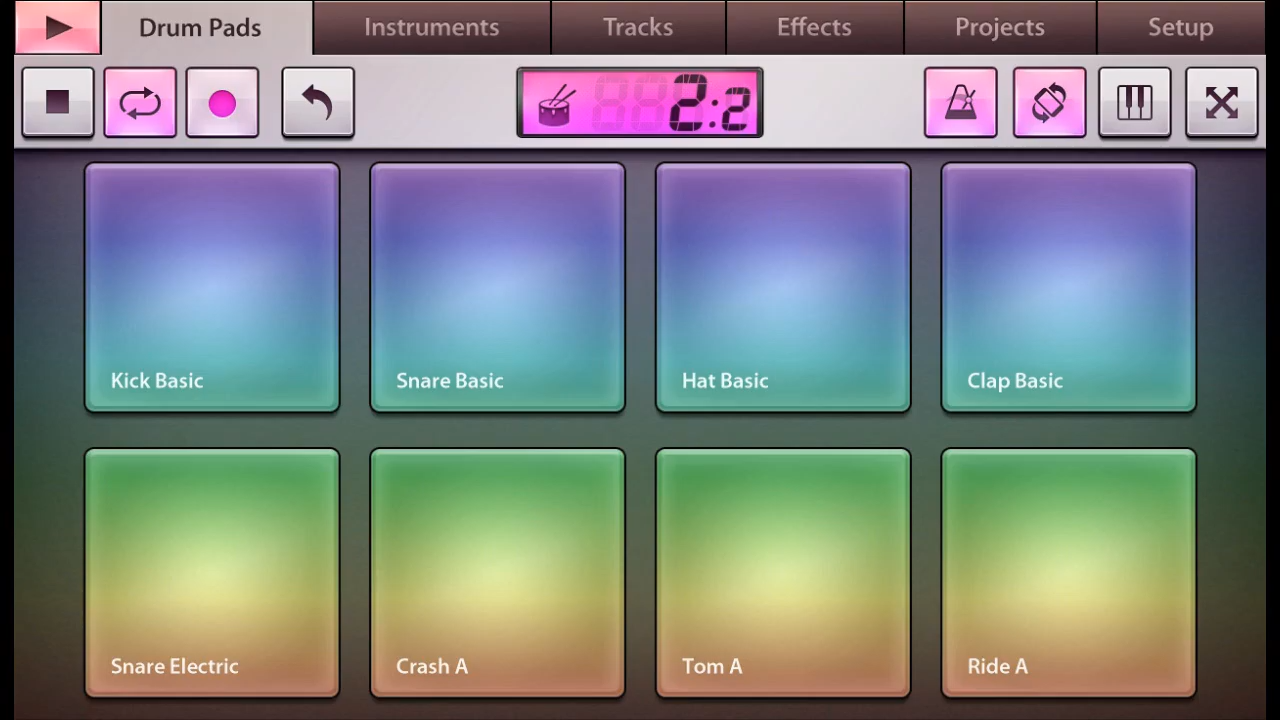 Drum Pads Instruments Tracks Effects Projects Setup
2:2
Kick Basic Snare Basic Hat Basic Clap Basic
Snare Electric Crash A Tom A Ride A